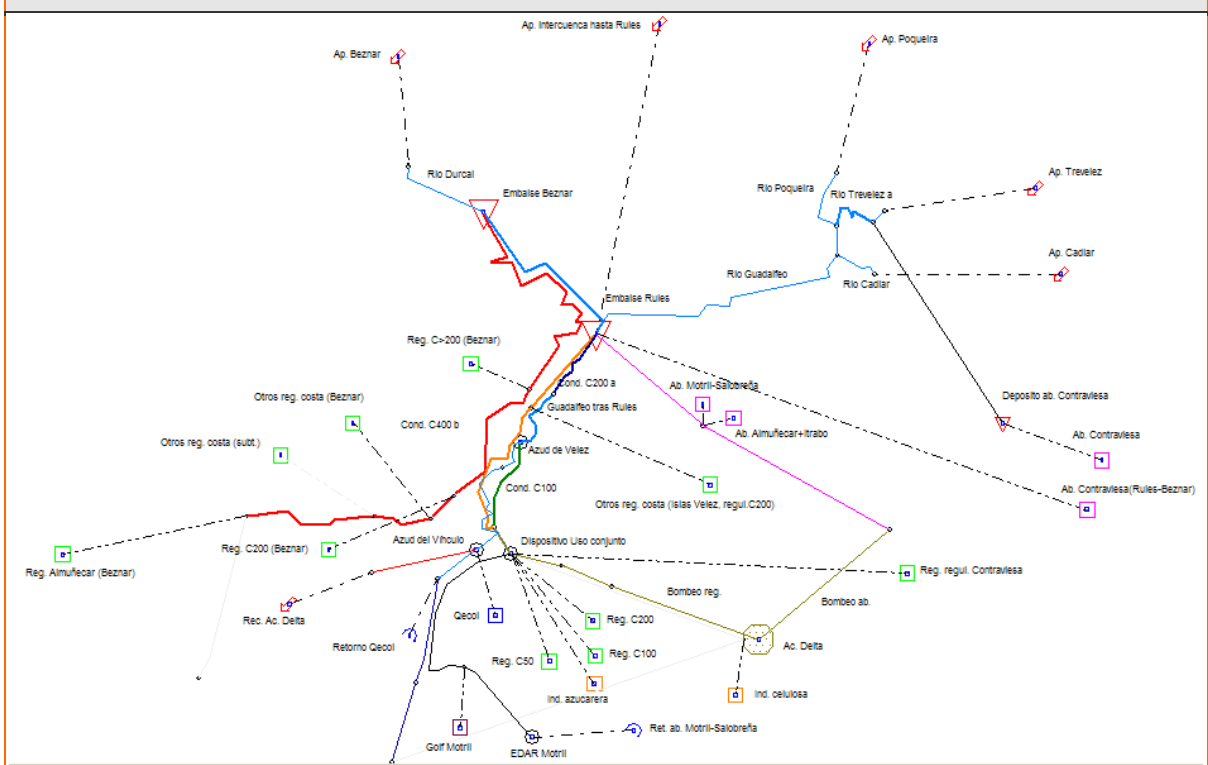 Ap. Intercuenca hasta Rules
Ap. Poqueira
Ap. Beznar
Rio Durcal
Ap. Trevelez
Rio Poqueira
Rio Trevelez a
Embalse Beznar
Ap. Cadiar
Rio Guadalfeo
Rio Cadiar
Embalse Rules
Reg. C>200 (Beznar)
Cond. C200 a
Ab. Motril-Salobreña
Otros reg. costa (Beznar)
Deposito ab. Contraviesa
Guadalfeo tras Rules
Cond. C400 b
Ab. Almuñecar+Itrabo
Ab. Contraviesa
Otros reg. costa (subt.)
Azud de Velez
Cond. C100
Ab. Contraviesa(Rules-Beznar)
Otros reg. costa (islas Velez, regul.C200)
Azud del Vínculo
Dispositivo Uso conjunto
Reg. C200 (Beznar)
Reg. Almuñecar (Beznar)
Reg. regul. Contraviesa
Bombeo reg.
Bombeo ab.
Rec. Ac. Delta
Qecol
Reg. C200
Retorno Qecol
Ac. Delta
Reg. C100
Reg. C50
Ind. azucarera
Ind. celulosa
Ret. ab. Motril-Salobreña
Golf Motril
EDAR Motril